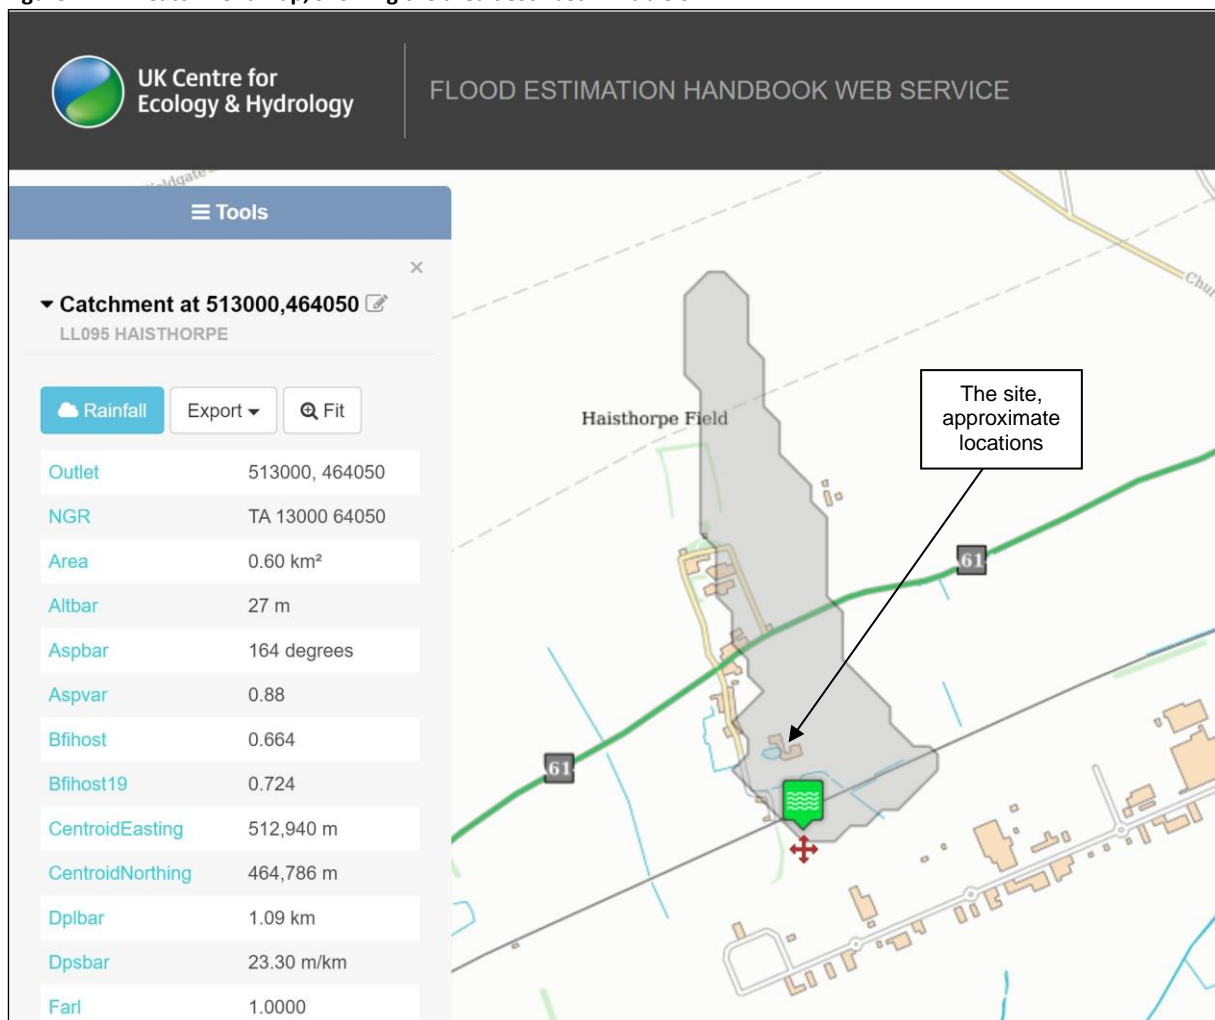 UK Centre for
Ecology & Hydrology
FLOOD ESTIMATION HANDBOOK WEB SERVICE
Tools
Catchment at 513000,464050
LL095 HAISTHORPE
Rainfall
Export
Fit
Outlet 513000, 464050
NGR TA 13000 64050
Area 0.60 km²
Altbar 27 m
Aspbar 164 degrees
Aspvar 0.88
Bfihost 0.664
Bfihost19 0.724
CentroidEasting 512,940 m
CentroidNorthing 464,786 m
Dplbar 1.09 km
Dpsbar 23.30 m/km
Farl 1.0000
Haisthorpe Field
The site,
approximate
locations
61
61